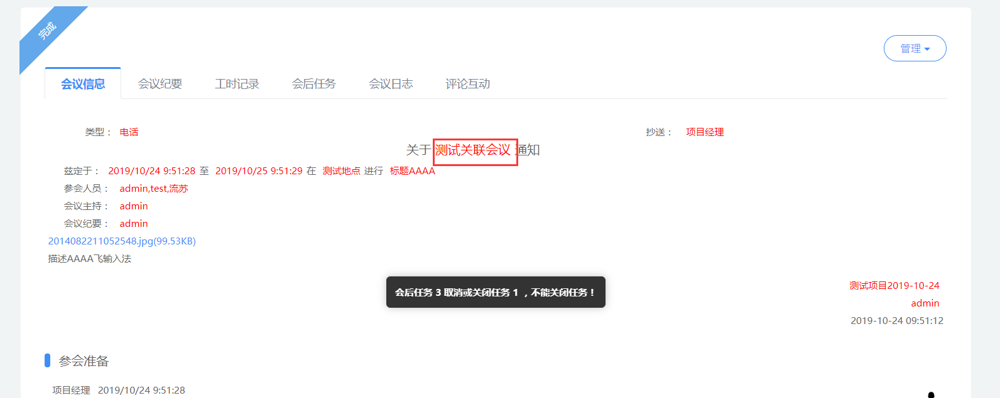 完成
管理
会议信息 会议纪要 工时记录 会后任务 会议日志 评论互动
类型： 电话 抄送： 项目经理
关于 测试关联会议 通知
兹定于： 2019/10/24 9:51:28 至 2019/10/25 9:51:29 在 测试地点 进行 标题AAAA
参会人员： admin,test,流苏
会议主持： admin
会议纪要： admin
2014082211052548.jpg(99.53KB)
描述AAAA飞输入法
会后任务 3 取消或关闭任务 1 ，不能关闭任务！
测试项目2019-10-24
admin
2019-10-24 09:51:12
参会准备
项目经理 2019/10/24 9:51:28